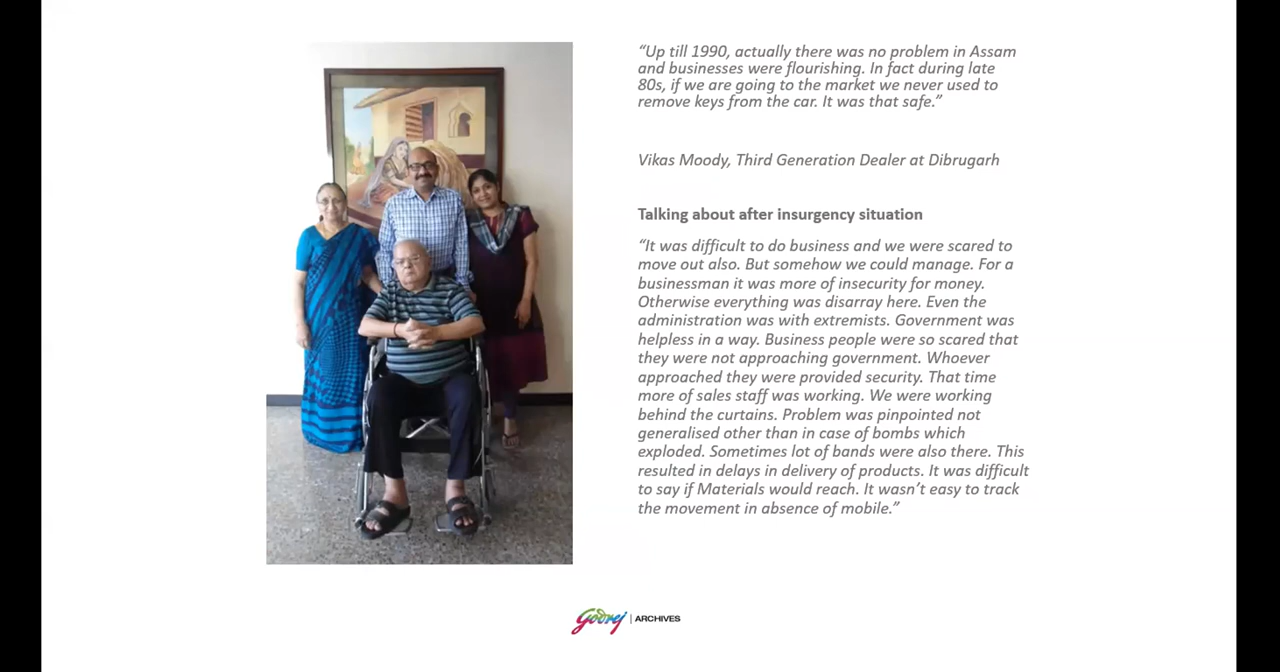 “Up till 1990, actually there was no problem in Assam
and businesses were flourishing. In fact during late
80s, if we are going to the market we never used to
remove keys from the car. It was that safe.”
Vikas Moody, Third Generation Dealer at Dibrugarh
Talking about after insurgency situation
“It was difficult to do business and we were scared to
move out also. But somehow we could manage. For a
businessman it was more of insecurity for money.
Otherwise everything was disarray here. Even the
administration was with extremists. Government was
helpless in a way. Business people were so scared that
they were not approaching government. Whoever
approached they were provided security. That time
more of sales staff was working. We were working
behind the curtains. Problem was pinpointed not
generalised other than in case of bombs which
exploded. Sometimes lot of bands were also there. This
resulted in delays in delivery of products. It was difficult
to say if Materials would reach. It wasn’t easy to track
the movement in absence of mobile.”
Godrej | ARCHIVES